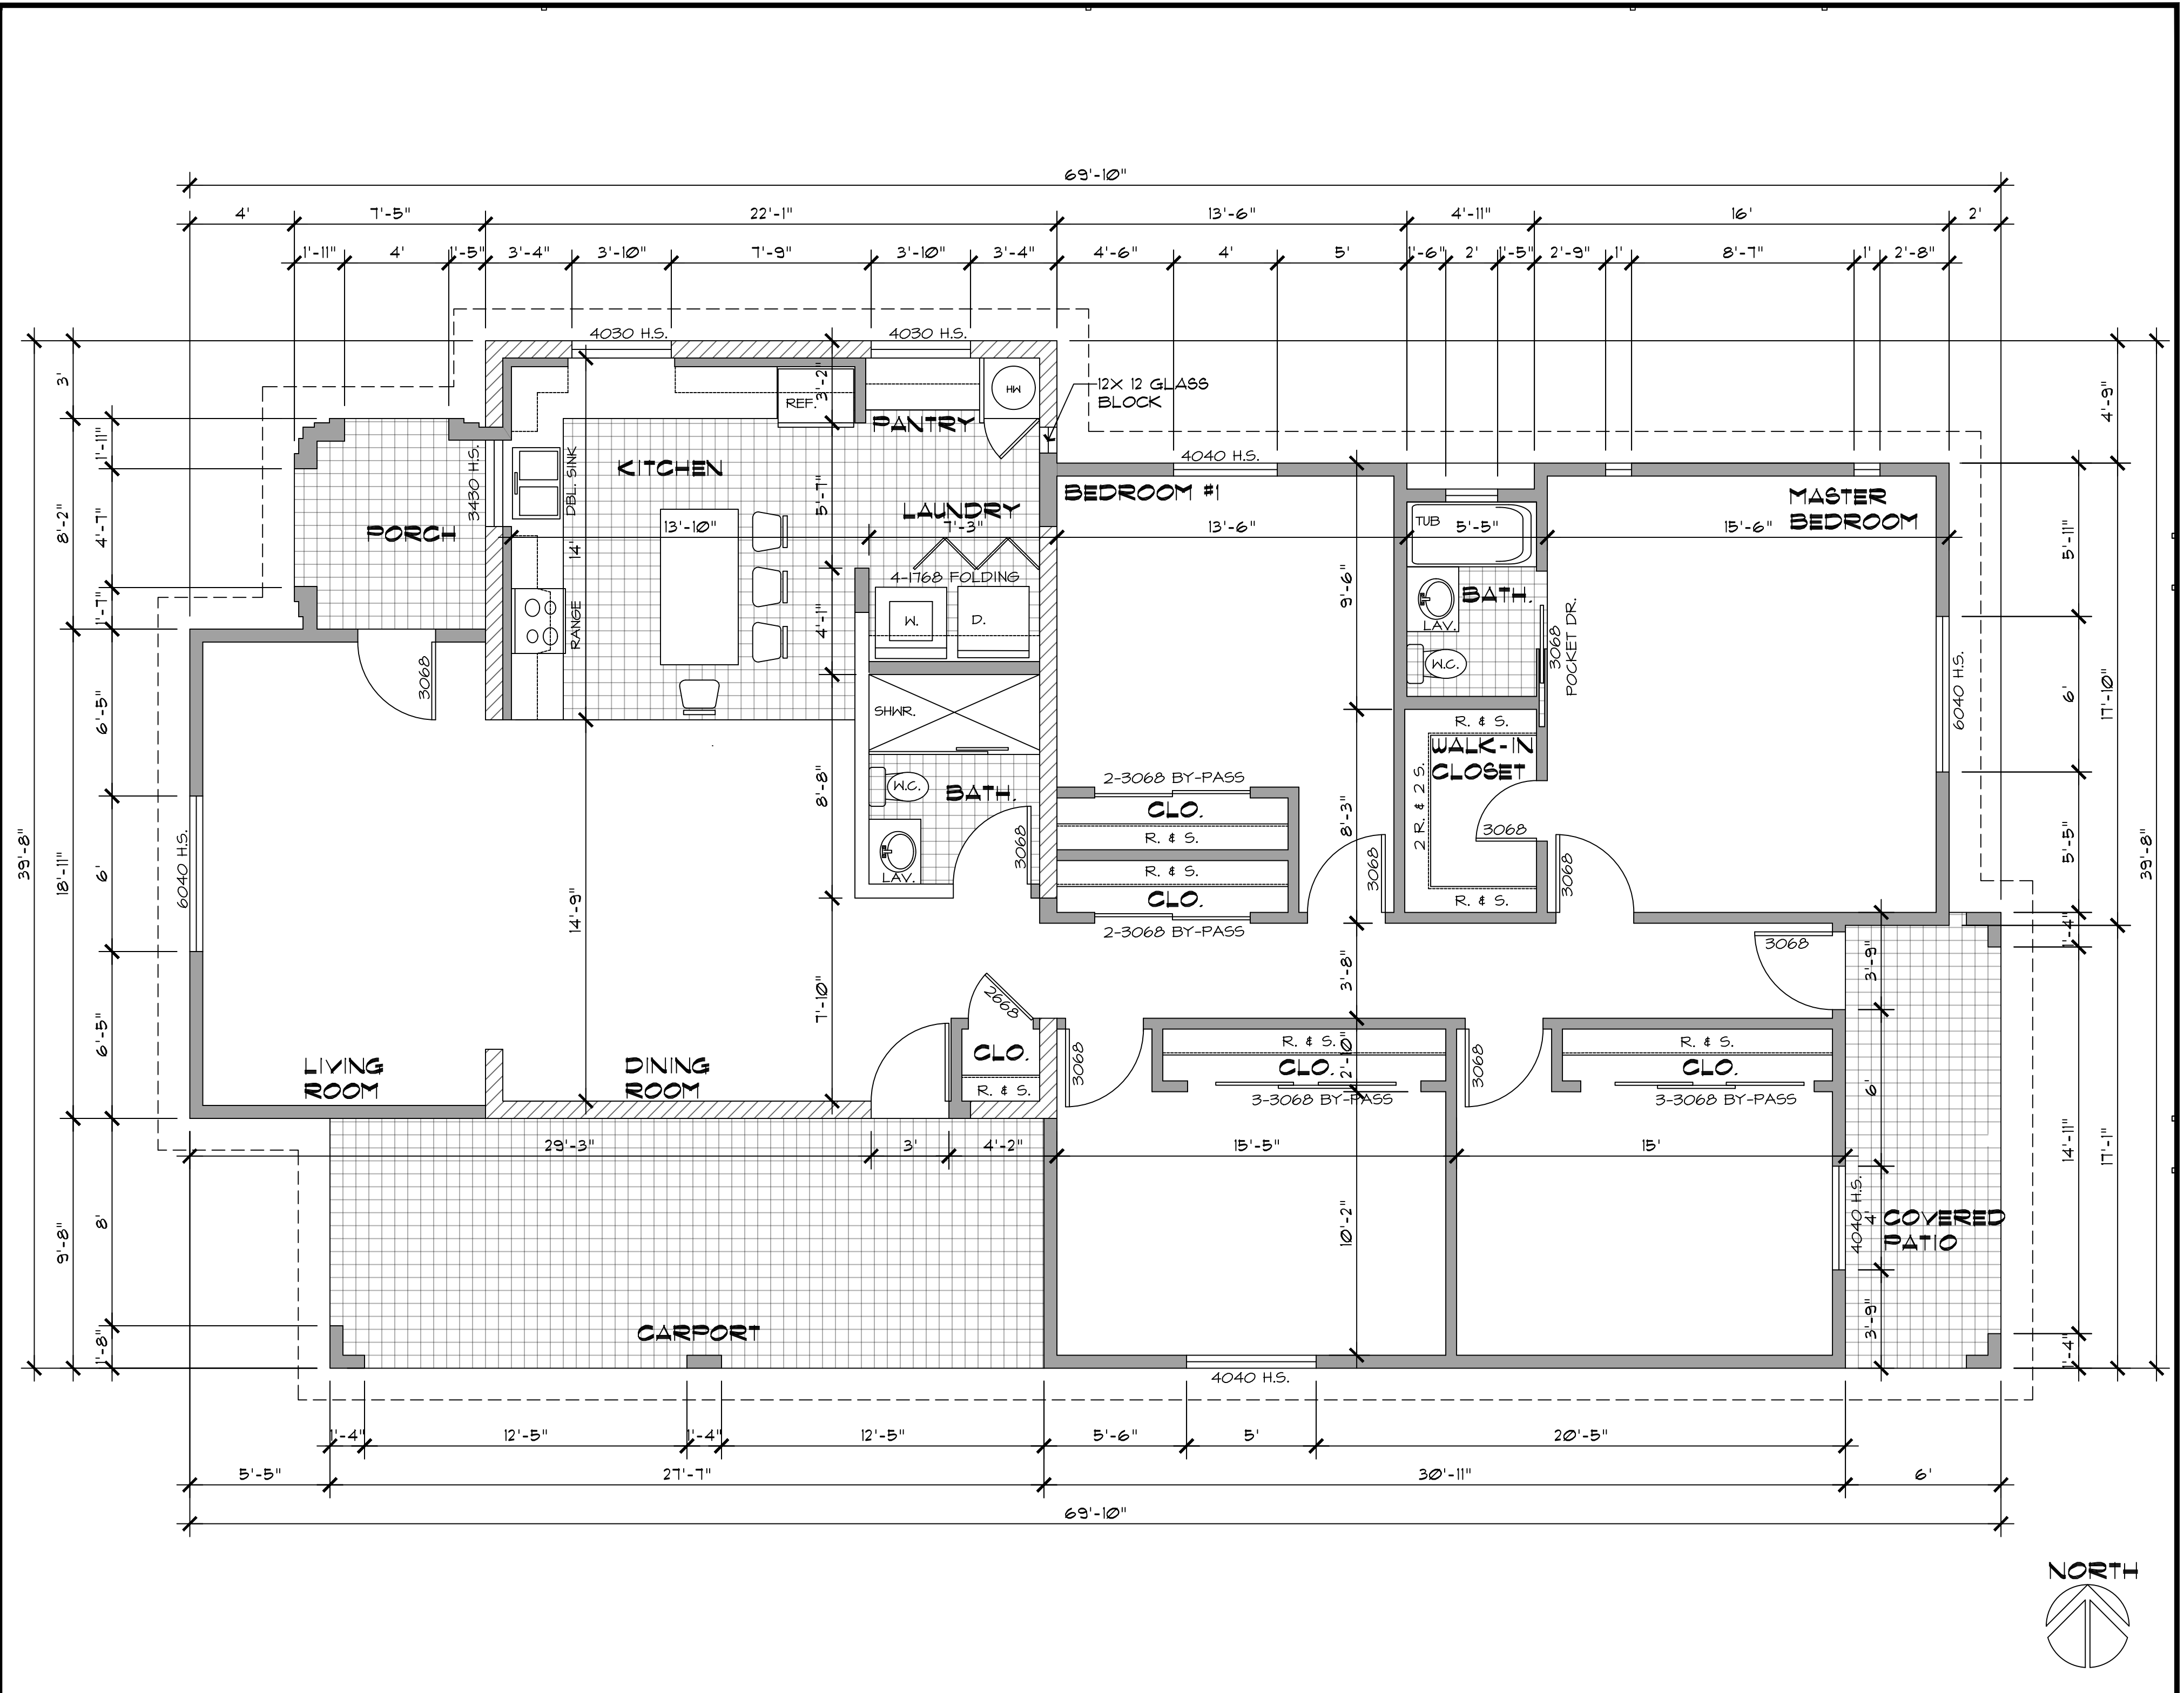 69'-10"
4'
7'-5"
22'-1"
13'-6"
4'-11"
16'
2'
1'-11"
4'
1'-5"
3'-4"
3'-10"
7'-9"
3'-10"
3'-4"
4'-6"
4'
5'
1'-6"
2'
1'-5"
2'-9"
1'
8'-7"
1'
2'-8"
4030 H.S.
4030 H.S.
12X 12 GLASS
BLOCK
HW
REF.
3'-2"
PANTRY
3'
4'-9"
1'-11"
3430 H.S.
DBL. SINK
KITCHEN
4040 H.S.
BEDROOM #1
MASTER
BEDROOM
LAUNDRY
5'-7"
TUB
PORCH
8'-2"
4'-7"
13'-10"
7'-3"
13'-6"
5'-5"
15'-6"
5'-11"
14'
4-1768 FOLDING
9'-6"
BATH.
LAV.
W.C.
3068
POCKET DR.
1'-7"
RANGE
4'-1"
W.
D.
3068
6'-5"
6'
17'-10"
6040 H.S.
SHWR.
R. & S.
WALK-IN
CLOSET
2 R. & 2 S.
3068
R. & S.
2-3068 BY-PASS
CLO.
R. & S.
R. & S.
CLO.
2-3068 BY-PASS
8'-8"
W.C.
BATH.
LAV.
3068
8'-3"
3068
3068
5'-5"
39'-8"
18'-11"
6'
6040 H.S.
14'-9"
39'-8"
1'-4"
3068
3'-9"
7'-10"
2668
3'-8"
6'-5"
LIVING
ROOM
DINING
ROOM
CLO.
R. & S.
3068
R. & S.
CLO.
2'-10"
3-3068 BY-PASS
3068
R. & S.
CLO.
3-3068 BY-PASS
6'
29'-3"
3'
4'-2"
15'-5"
15'
14'-11"
17'-1"
9'-8"
8'
10'-2"
4040 H.S.
4'
COVERED
PATIO
1'-8"
CARPORT
3'-9"
1'-4"
4040 H.S.
1'-4"
12'-5"
1'-4"
12'-5"
5'-6"
5'
20'-5"
5'-5"
27'-7"
30'-11"
6'
69'-10"
NORTH